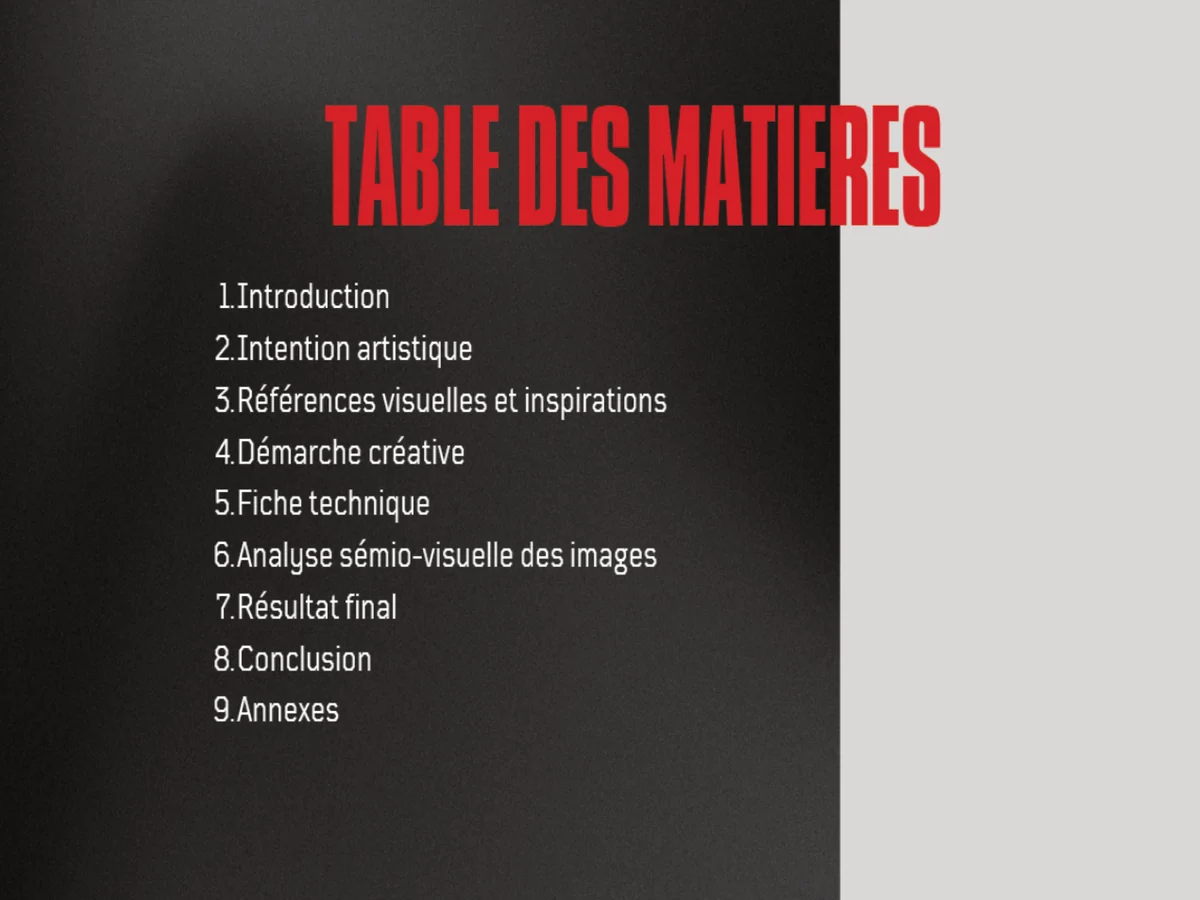 TABLE DES MATIERES
1.Introduction
2.Intention artistique
3.Références visuelles et inspirations
4.Démarche créative
5.Fiche technique
6.Analyse sémio-visuelle des images
7.Résultat final
8.Conclusion
9.Annexes